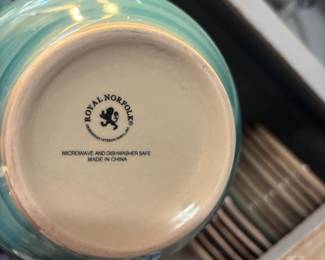 ROYAL NORFOLK®
MICROWAVE AND DISHWASHER SAFE
MADE IN CHINA